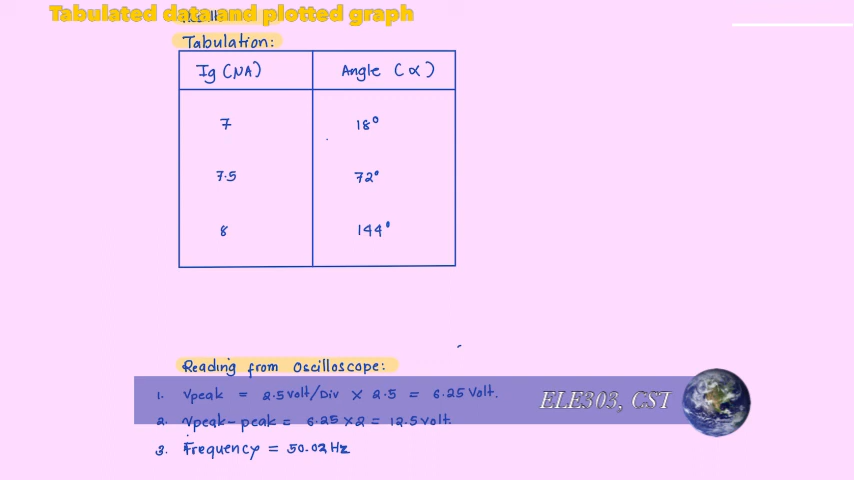 Tabulated data and plotted graph
Tabulation:
Ig (NA) Angle (α)
7 18°
7.5 72°
8 144°
Reading from Oscilloscope:
1. Vpeak = 2.5 volt/Div × 2.5 = 6.25 Volt.
ELE303, CST
2. Vpeak-peak = 6.25 × 2 = 12.5 volt.
3. Frequency = 50.02 Hz